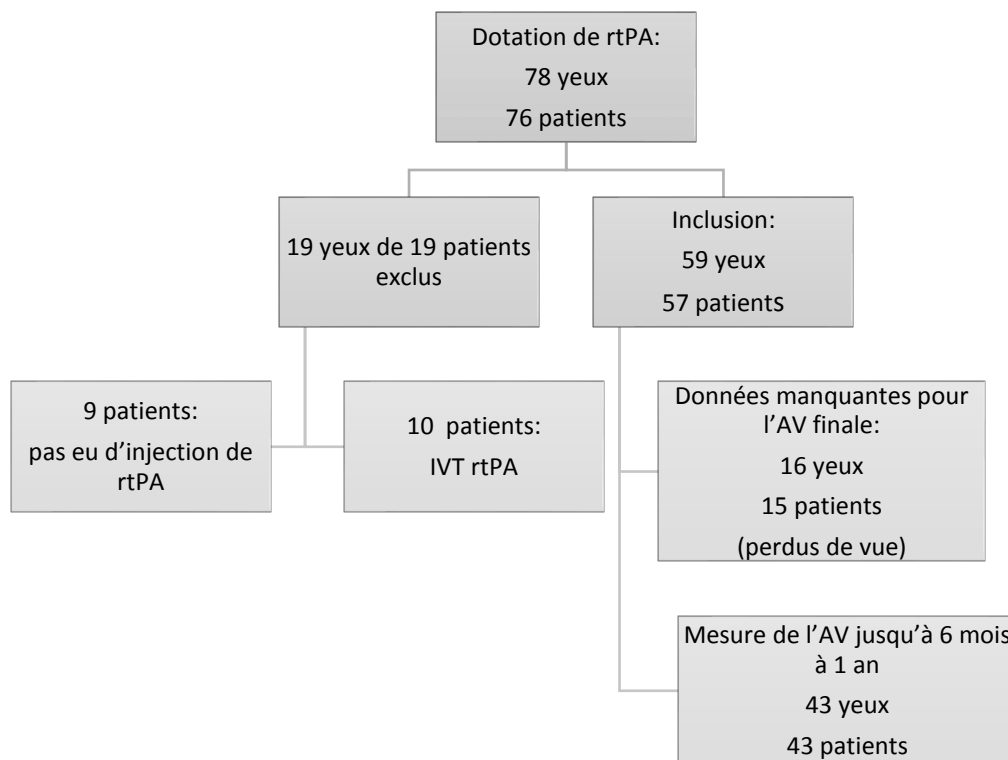 Dotation de rtPA:
78 yeux
76 patients
19 yeux de 19 patients
exclus
Inclusion:
59 yeux
57 patients
9 patients:
pas eu d'injection de
rtPA
10 patients:
IVT rtPA
Données manquantes pour
l'AV finale:
16 yeux
15 patients
(perdus de vue)
Mesure de l'AV jusqu'à 6 mois
à 1 an
43 yeux
43 patients